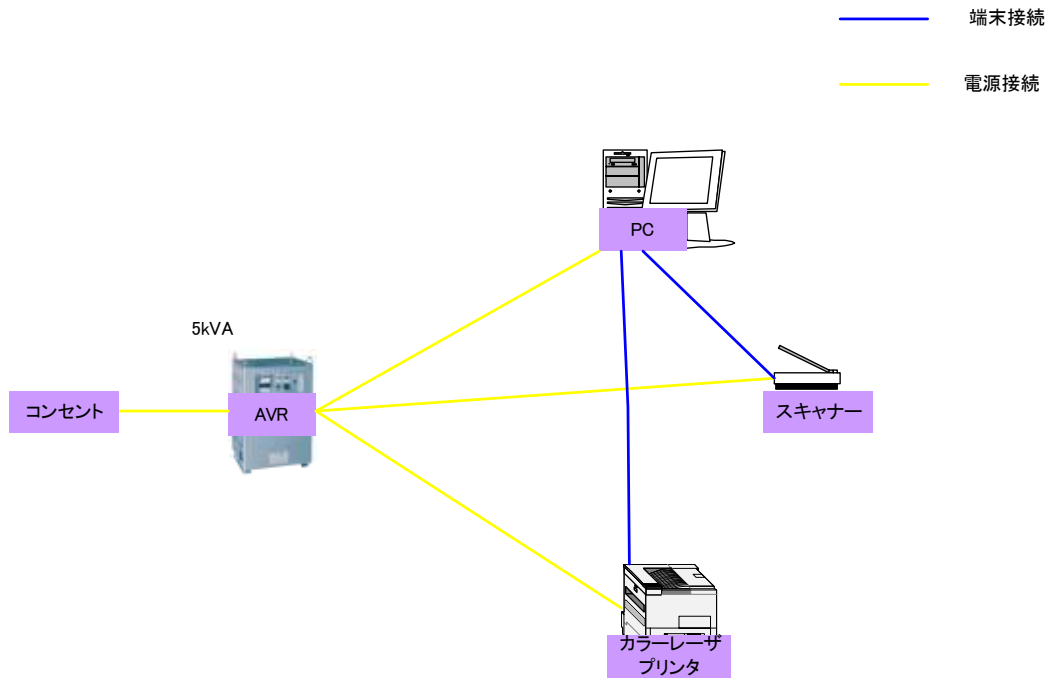 端末接続
電源接続
PC
5kVA
コンセント
AVR
スキャナー
カラーレーザ
プリンタ